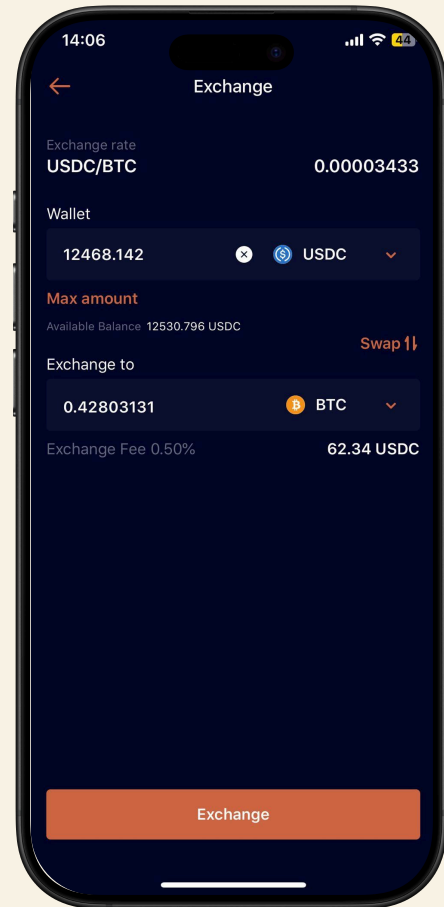 14:06 44
Exchange
Exchange rate
USDC/BTC 0.00003433
Wallet
12468.142 USDC
Max amount
Available Balance 12530.796 USDC
Swap
Exchange to
0.42803131 BTC
Exchange Fee 0.50% 62.34 USDC
Exchange